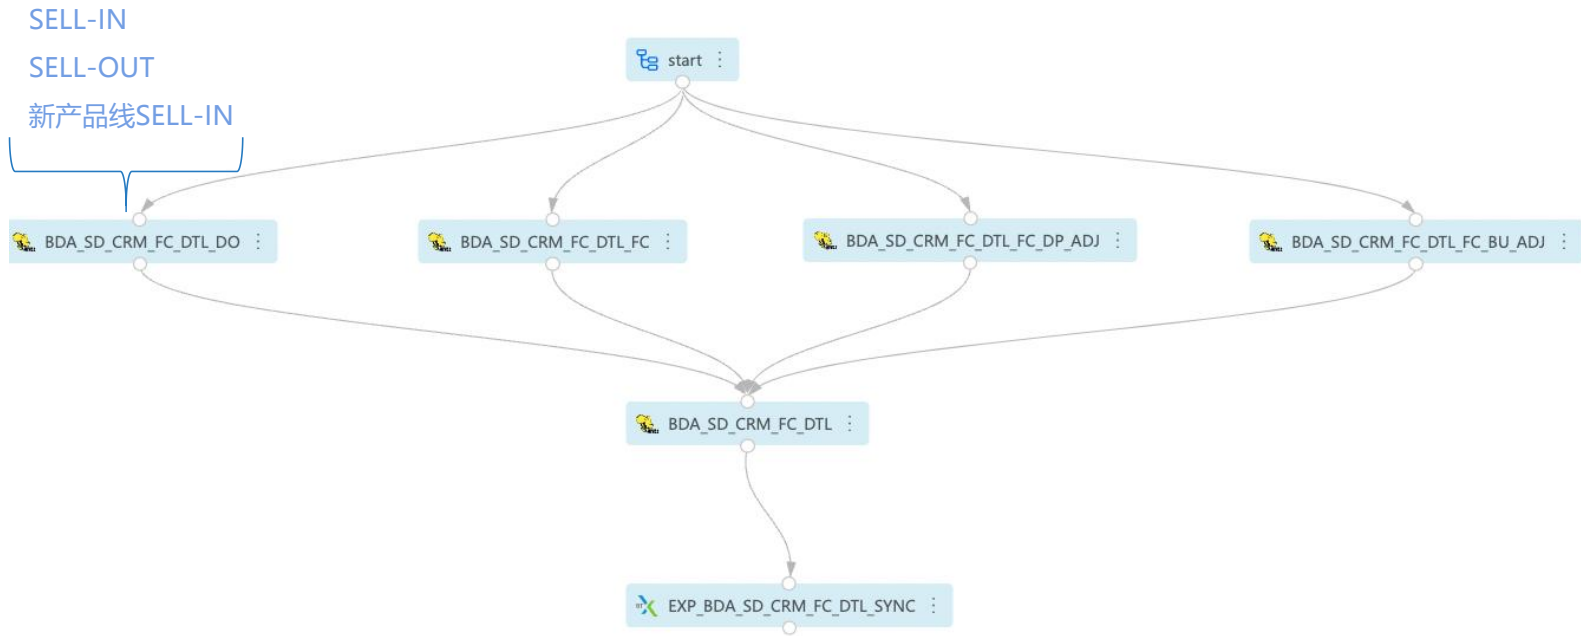 SELL-IN
SELL-OUT
新产品线SELL-IN
start
BDA_SD_CRM_FC_DTL_DO
BDA_SD_CRM_FC_DTL_FC
BDA_SD_CRM_FC_DTL_FC_DP_ADJ
BDA_SD_CRM_FC_DTL_FC_BU_ADJ
BDA_SD_CRM_FC_DTL
EXP_BDA_SD_CRM_FC_DTL_SYNC